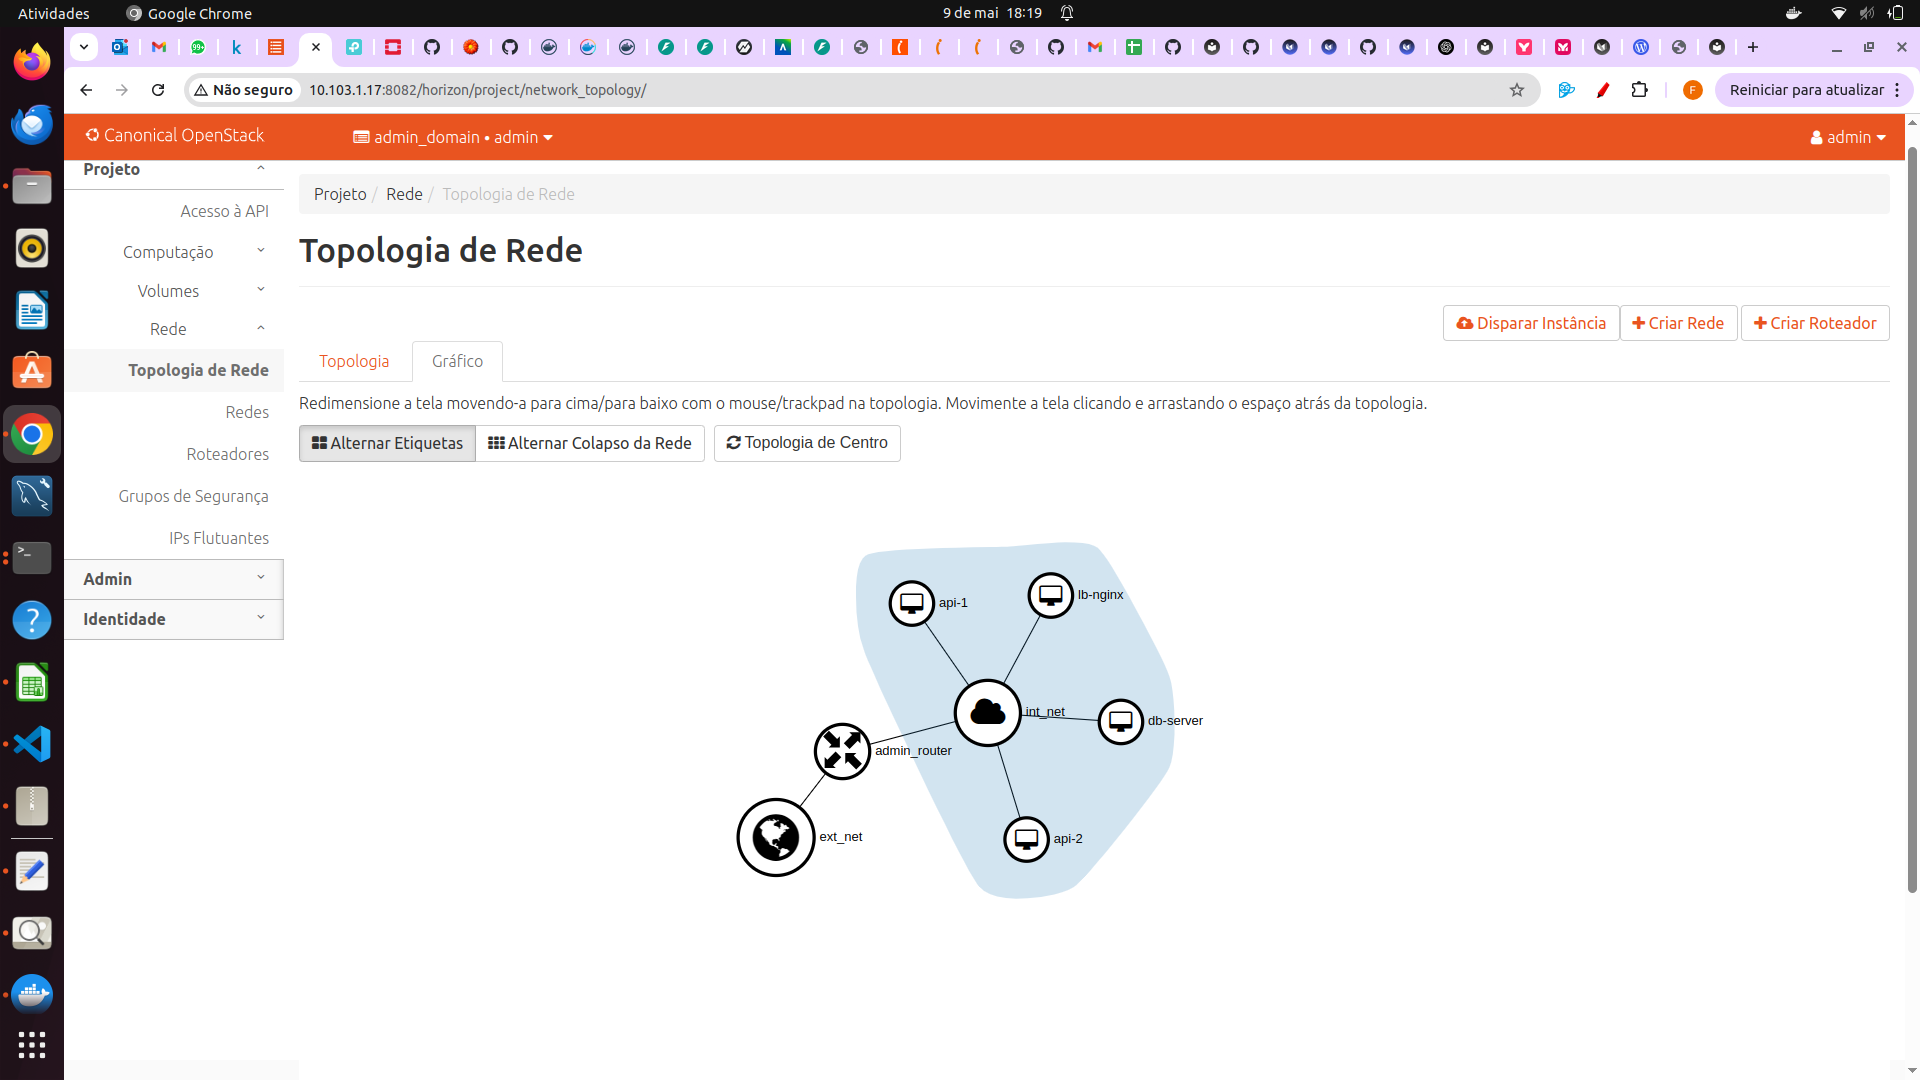 Atividades
Google Chrome
9 de mai 18:19
99+
Não seguro
10.103.1.17:8082/horizon/project/network_topology/
F
Reiniciar para atualizar
Canonical OpenStack
admin_domain • admin
admin
Projeto
Acesso à API
Computação
Volumes
Rede
Topologia de Rede
Redes
Roteadores
Grupos de Segurança
IPs Flutuantes
Admin
Identidade
Projeto / Rede / Topologia de Rede
Topologia de Rede
Disparar Instância
Criar Rede
Criar Roteador
Topologia
Gráfico
Redimensione a tela movendo-a para cima/para baixo com o mouse/trackpad na topologia. Movimente a tela clicando e arrastando o espaço atrás da topologia.
Alternar Etiquetas
Alternar Colapso da Rede
Topologia de Centro
api-1
lb-nginx
int_net
db-server
admin_router
ext_net
api-2